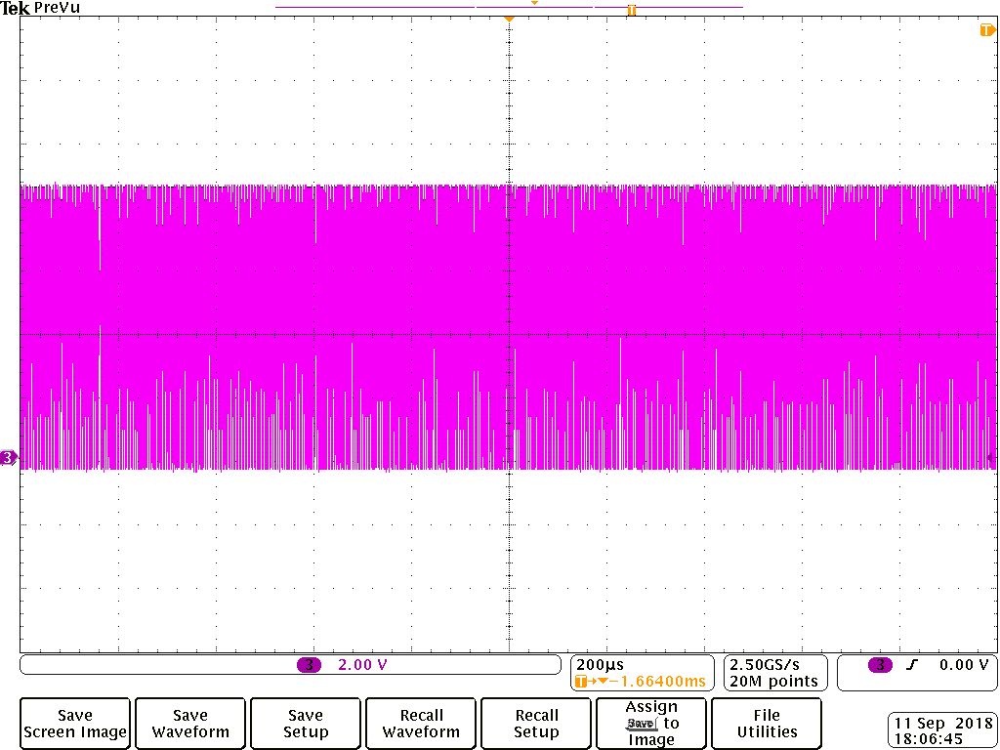 Tek PreVu
T
T
3
3 2.00 V
200µs
T→▼−1.66400ms
2.50GS/s
20M points
3 0.00 V
Save
Screen Image
Save
Waveform
Save
Setup
Recall
Waveform
Recall
Setup
Assign
Save to
Image
File
Utilities
11 Sep 2018
18:06:45